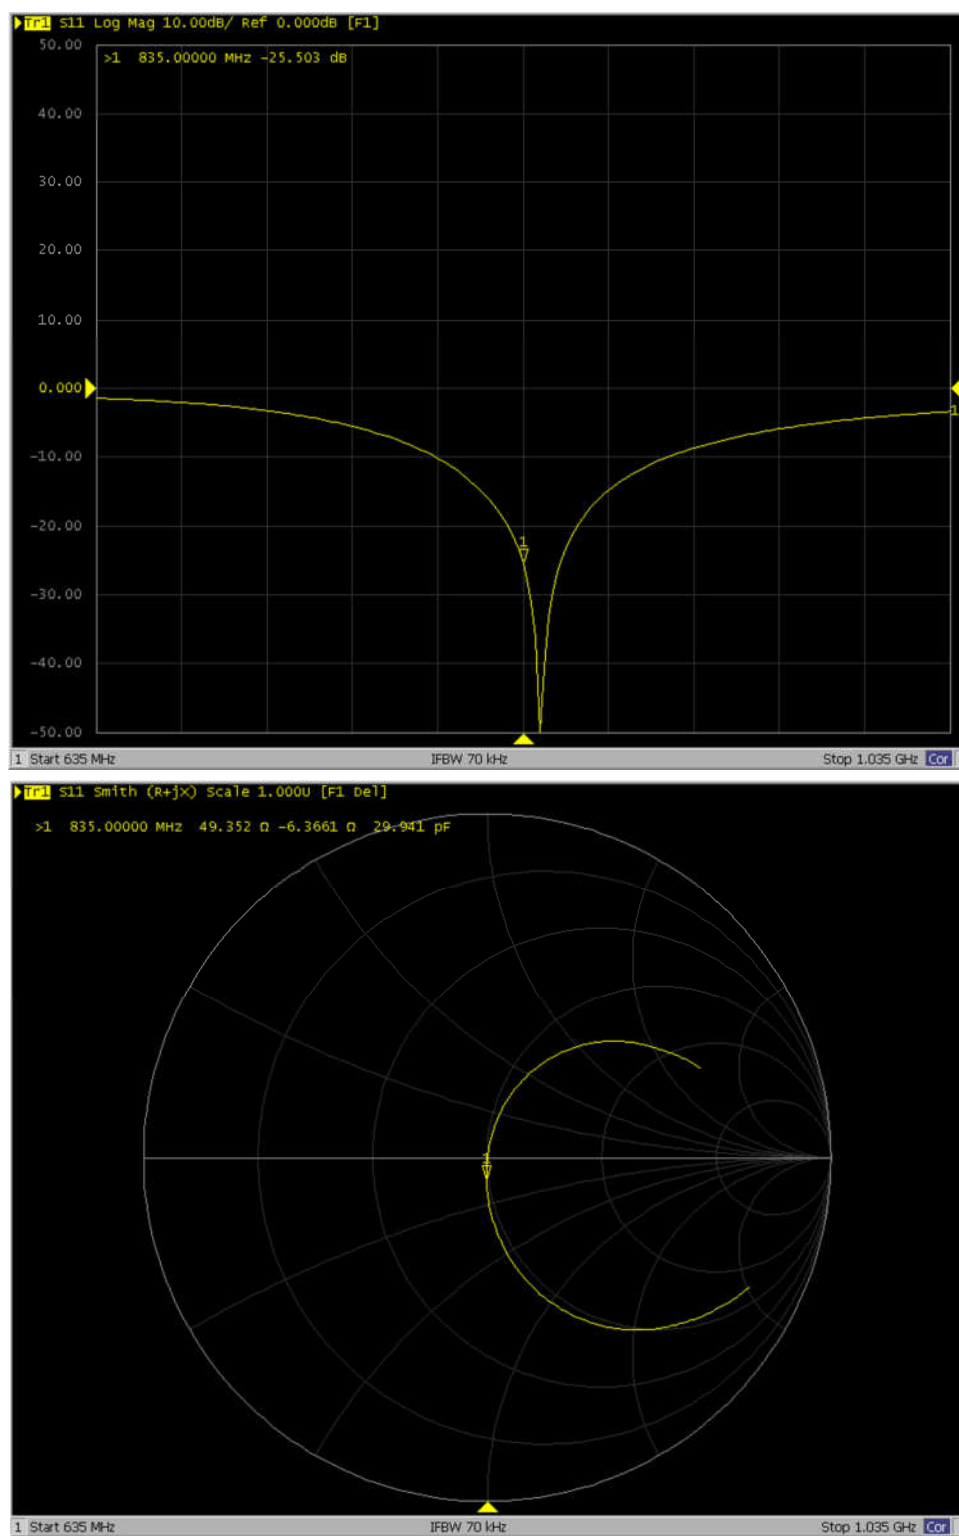 Tr1 S11 Log Mag 10.00dB/ Ref 0.000dB [F1]
50.00
>1 835.00000 MHz -25.503 dB
40.00
30.00
20.00
10.00
0.000
1
-10.00
-20.00
1
-30.00
-40.00
-50.00
1 Start 635 MHz IFBW 70 kHz Stop 1.035 GHz Cor
Tr1 S11 Smith (R+jX) Scale 1.000U [F1 Del]
>1 835.00000 MHz 49.352 Ω -6.3661 Ω 29.941 pF
1
1 Start 635 MHz IFBW 70 kHz Stop 1.035 GHz Cor